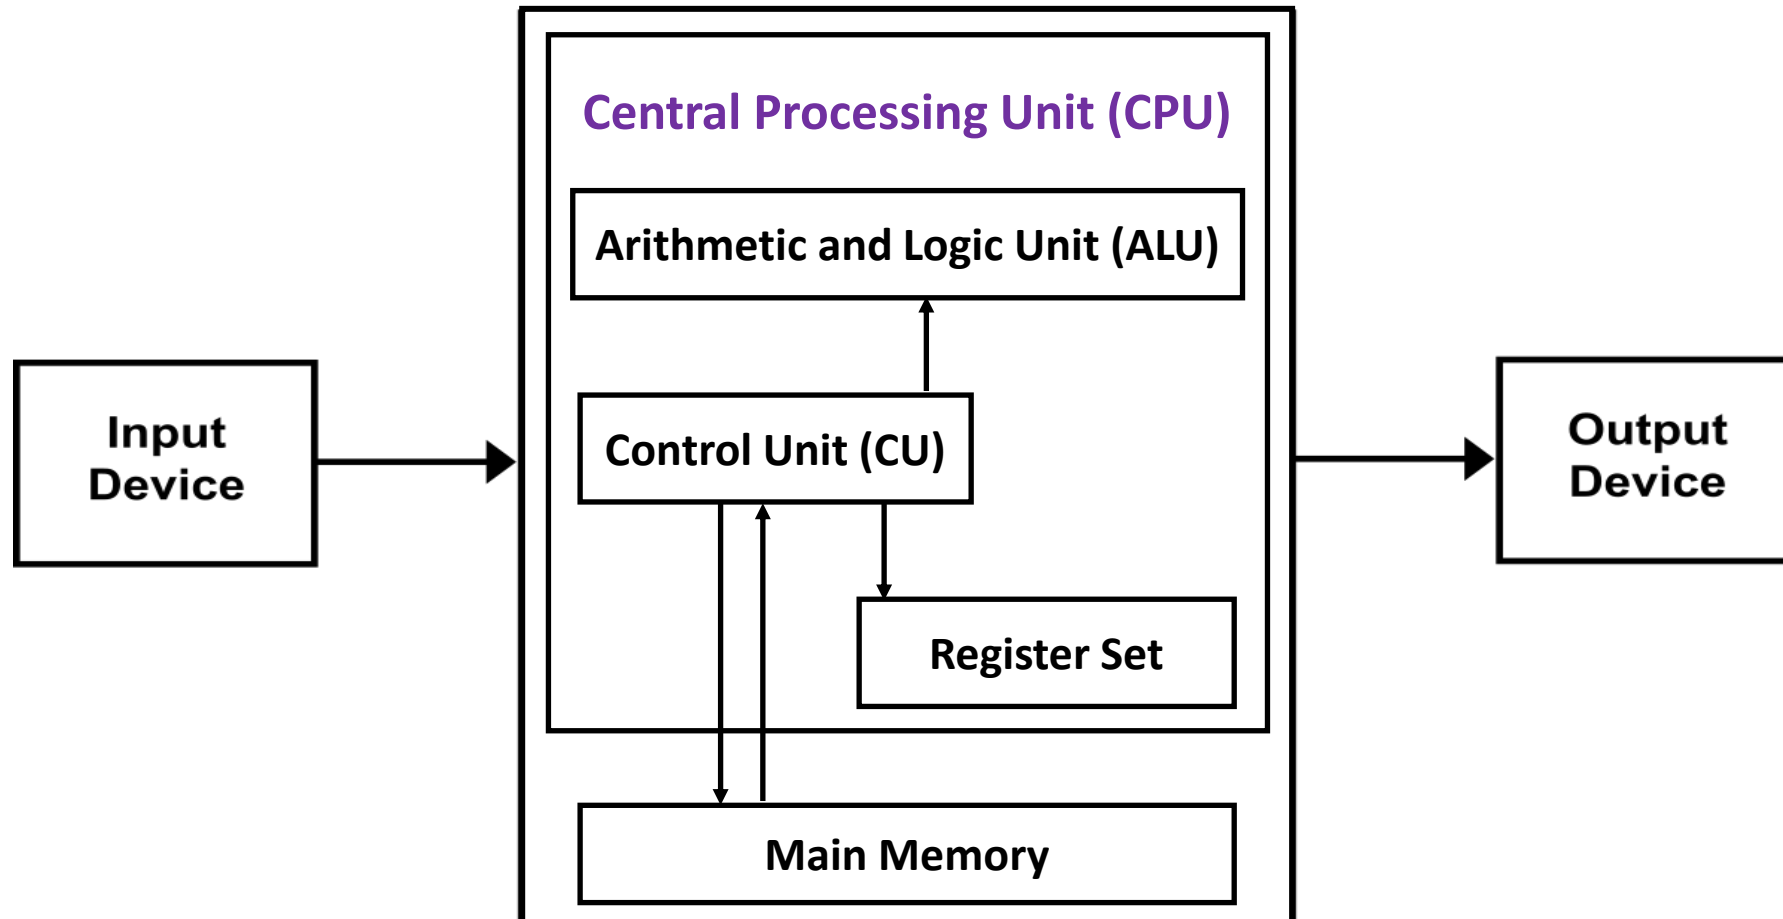 Central Processing Unit (CPU)
Arithmetic and Logic Unit (ALU)
Input
Device
Control Unit (CU)
Output
Device
Register Set
Main Memory